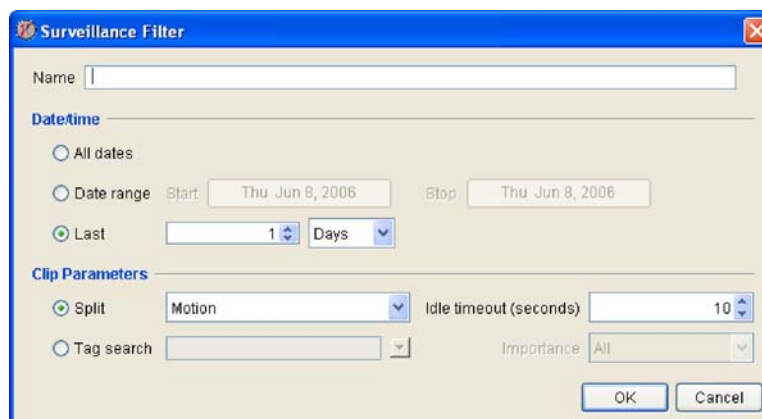 Surveillance Filter
Name
Date/time
All dates
Date range Start Thu Jun 8, 2006 Stop Thu Jun 8, 2006
Last 1 Days
Clip Parameters
Split Motion Idle timeout (seconds) 10
Tag search Importance All
OK Cancel